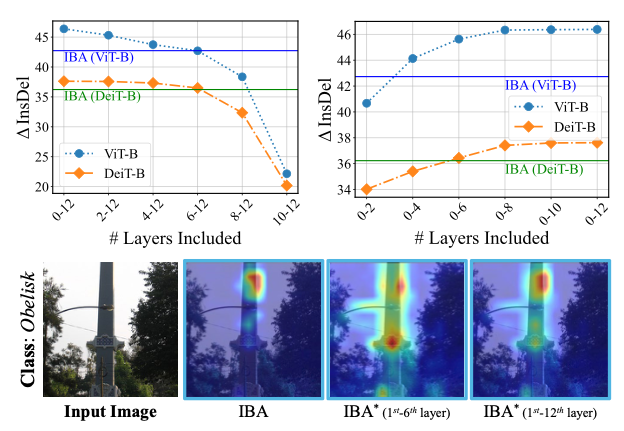 45
40
35
30
25
20
Δ InsDel
IBA (ViT-B)
IBA (DeiT-B)
ViT-B
DeiT-B
0-12
2-12
4-12
6-12
8-12
10-12
# Layers Included
46
44
42
40
38
36
34
Δ InsDel
IBA (ViT-B)
ViT-B
DeiT-B
IBA (DeiT-B)
0-2
0-4
0-6
0-8
0-10
0-12
# Layers Included
Class: Obelisk
Input Image
IBA
IBA* (1st-6th layer)
IBA* (1st-12th layer)